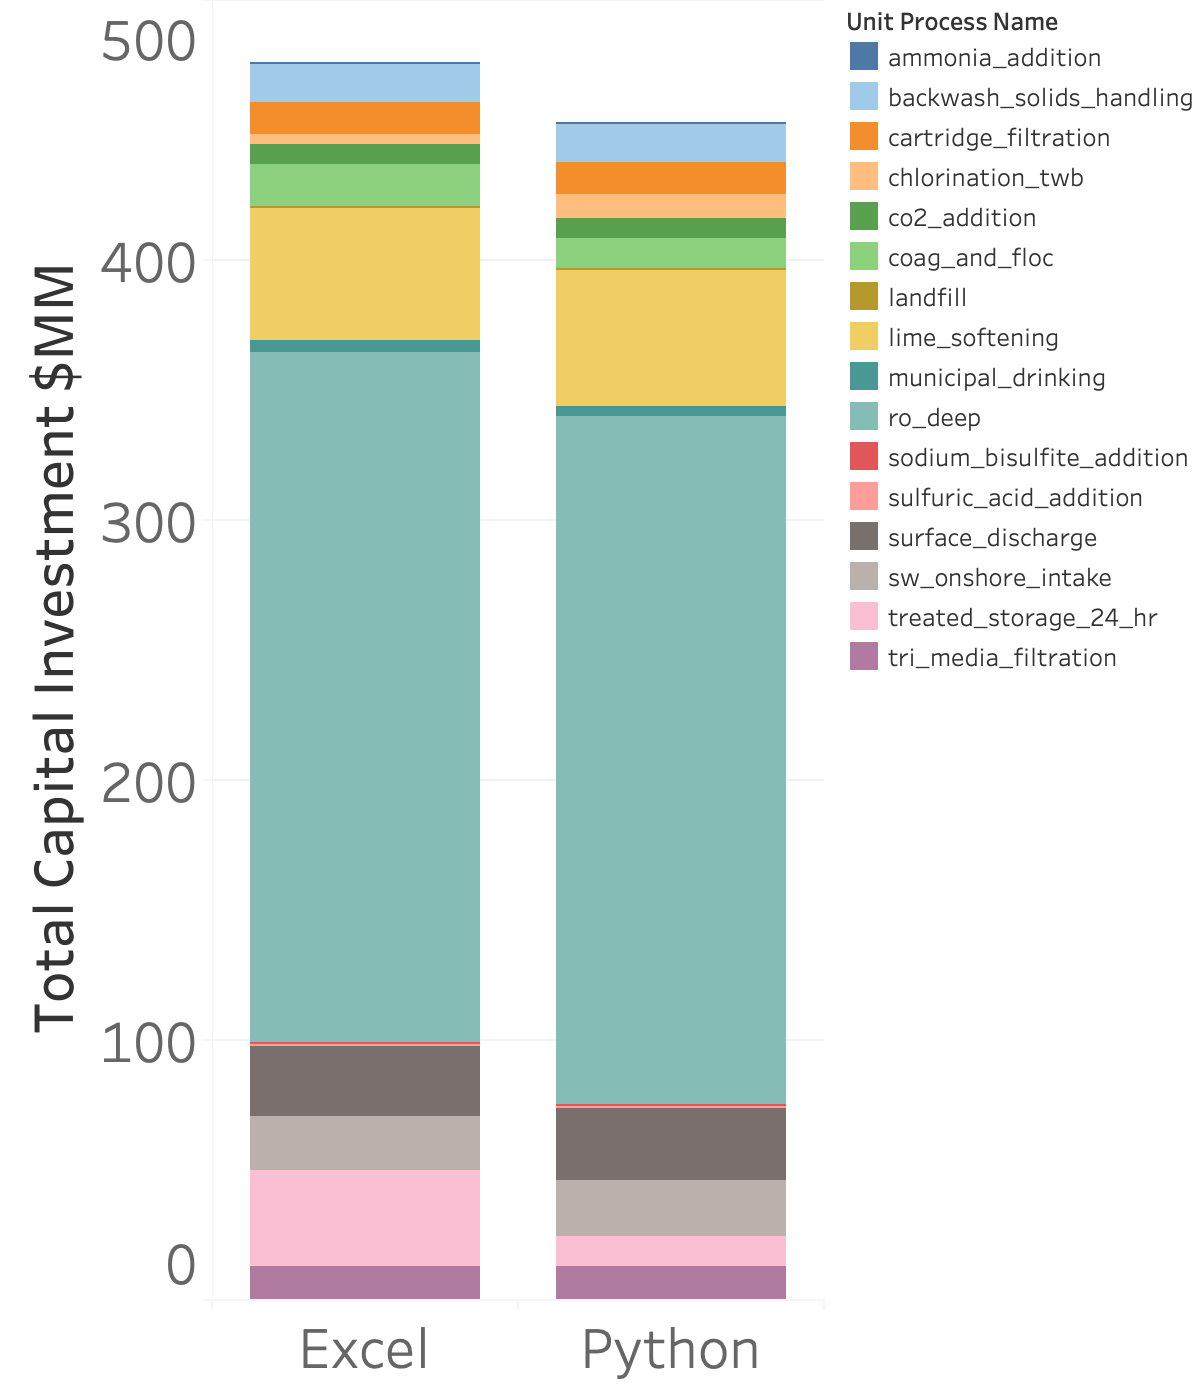 Total Capital Investment $MM
500
400
300
200
100
0
Excel
Python
Unit Process Name
ammonia_addition
backwash_solids_handling
cartridge_filtration
chlorination_twb
co2_addition
coag_and_floc
landfill
lime_softening
municipal_drinking
ro_deep
sodium_bisulfite_addition
sulfuric_acid_addition
surface_discharge
sw_onshore_intake
treated_storage_24_hr
tri_media_filtration